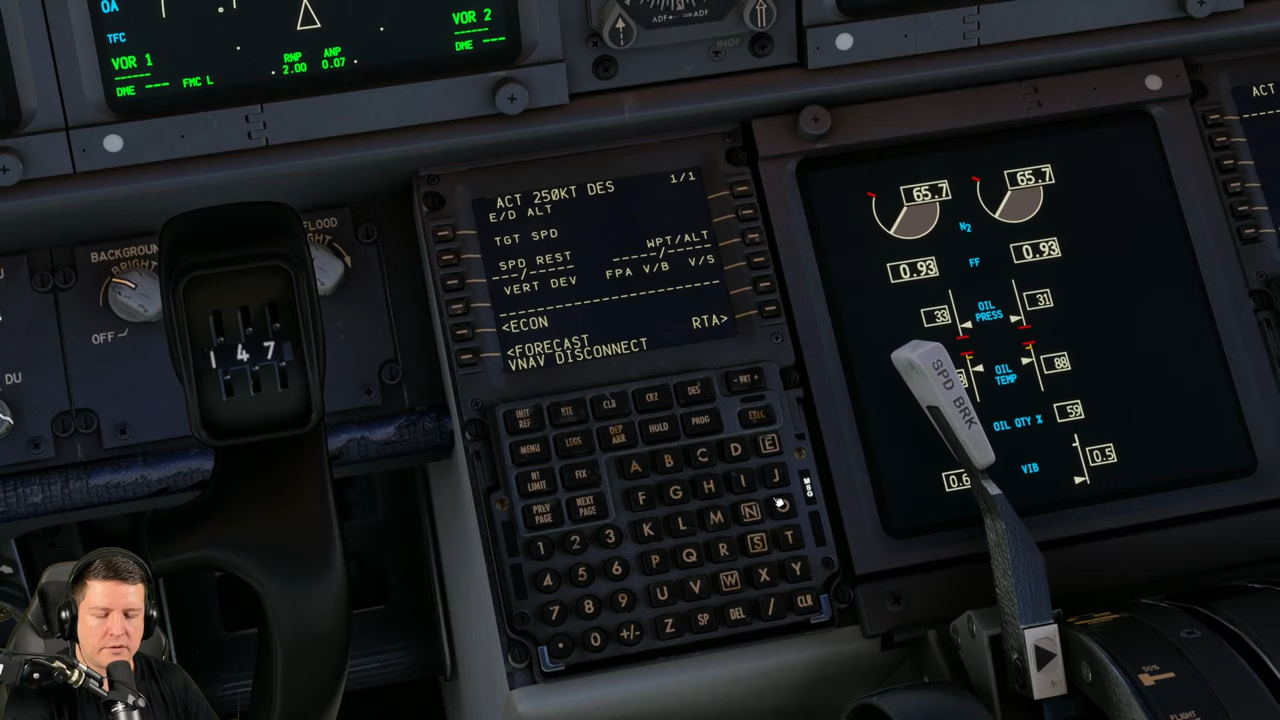 OA
TFC
VOR 1
DME ---
FMC L
RNP
2.00
ANP
0.07
VOR 2
DME ---
ADF
ADF
INOP
ACT
BACKGROUND
BRIGHT
OFF
FLOOD
DU
1 4 7
ACT 250KT DES 1/1
E/D ALT
TGT SPD
SPD REST WPT/ALT
---/----- -----/-----
VERT DEV FPA V/B V/S
<ECON RTA>
<FORECAST
VNAV DISCONNECT
INIT REF RTE CLB CRZ DES BRT
MENU LEGS DEP ARR HOLD PROG EXEC
N1 LIMIT FIX A B C D E
PREV PAGE NEXT PAGE F G H I J
1 2 3 K L M N
4 5 6 P Q R S T
7 8 9 U V W X Y
0 +/- Z SP DEL / CLR
MSG
65.7 65.7
N2
0.93 FF 0.93
33 OIL PRESS 31
OIL TEMP 88
OIL QTY % 59
VIB 0.5
SPD BRK
FLIGHT